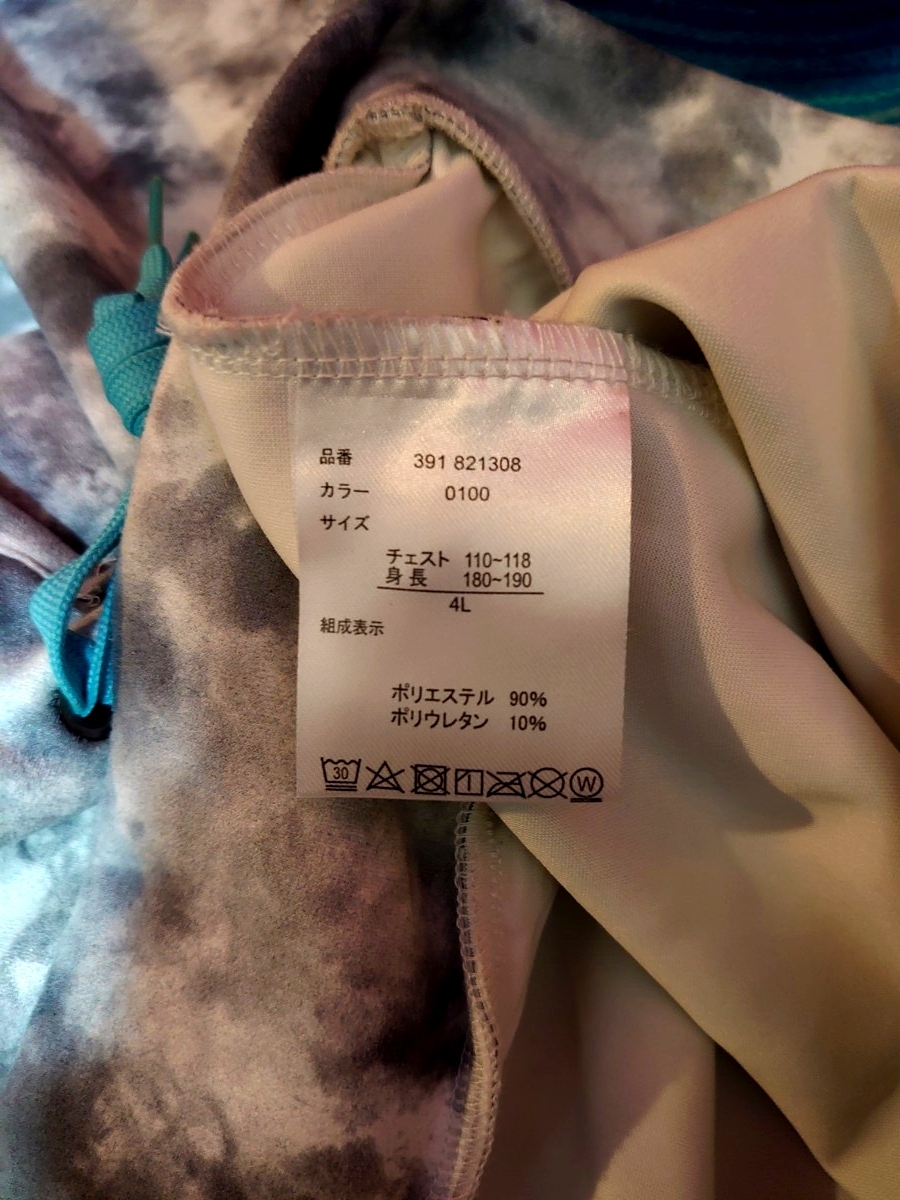 品番 391 821308
カラー 0100
サイズ
チェスト 110~118
身長 180~190
4L
組成表示
ポリエステル 90%
ポリウレタン 10%
30 W